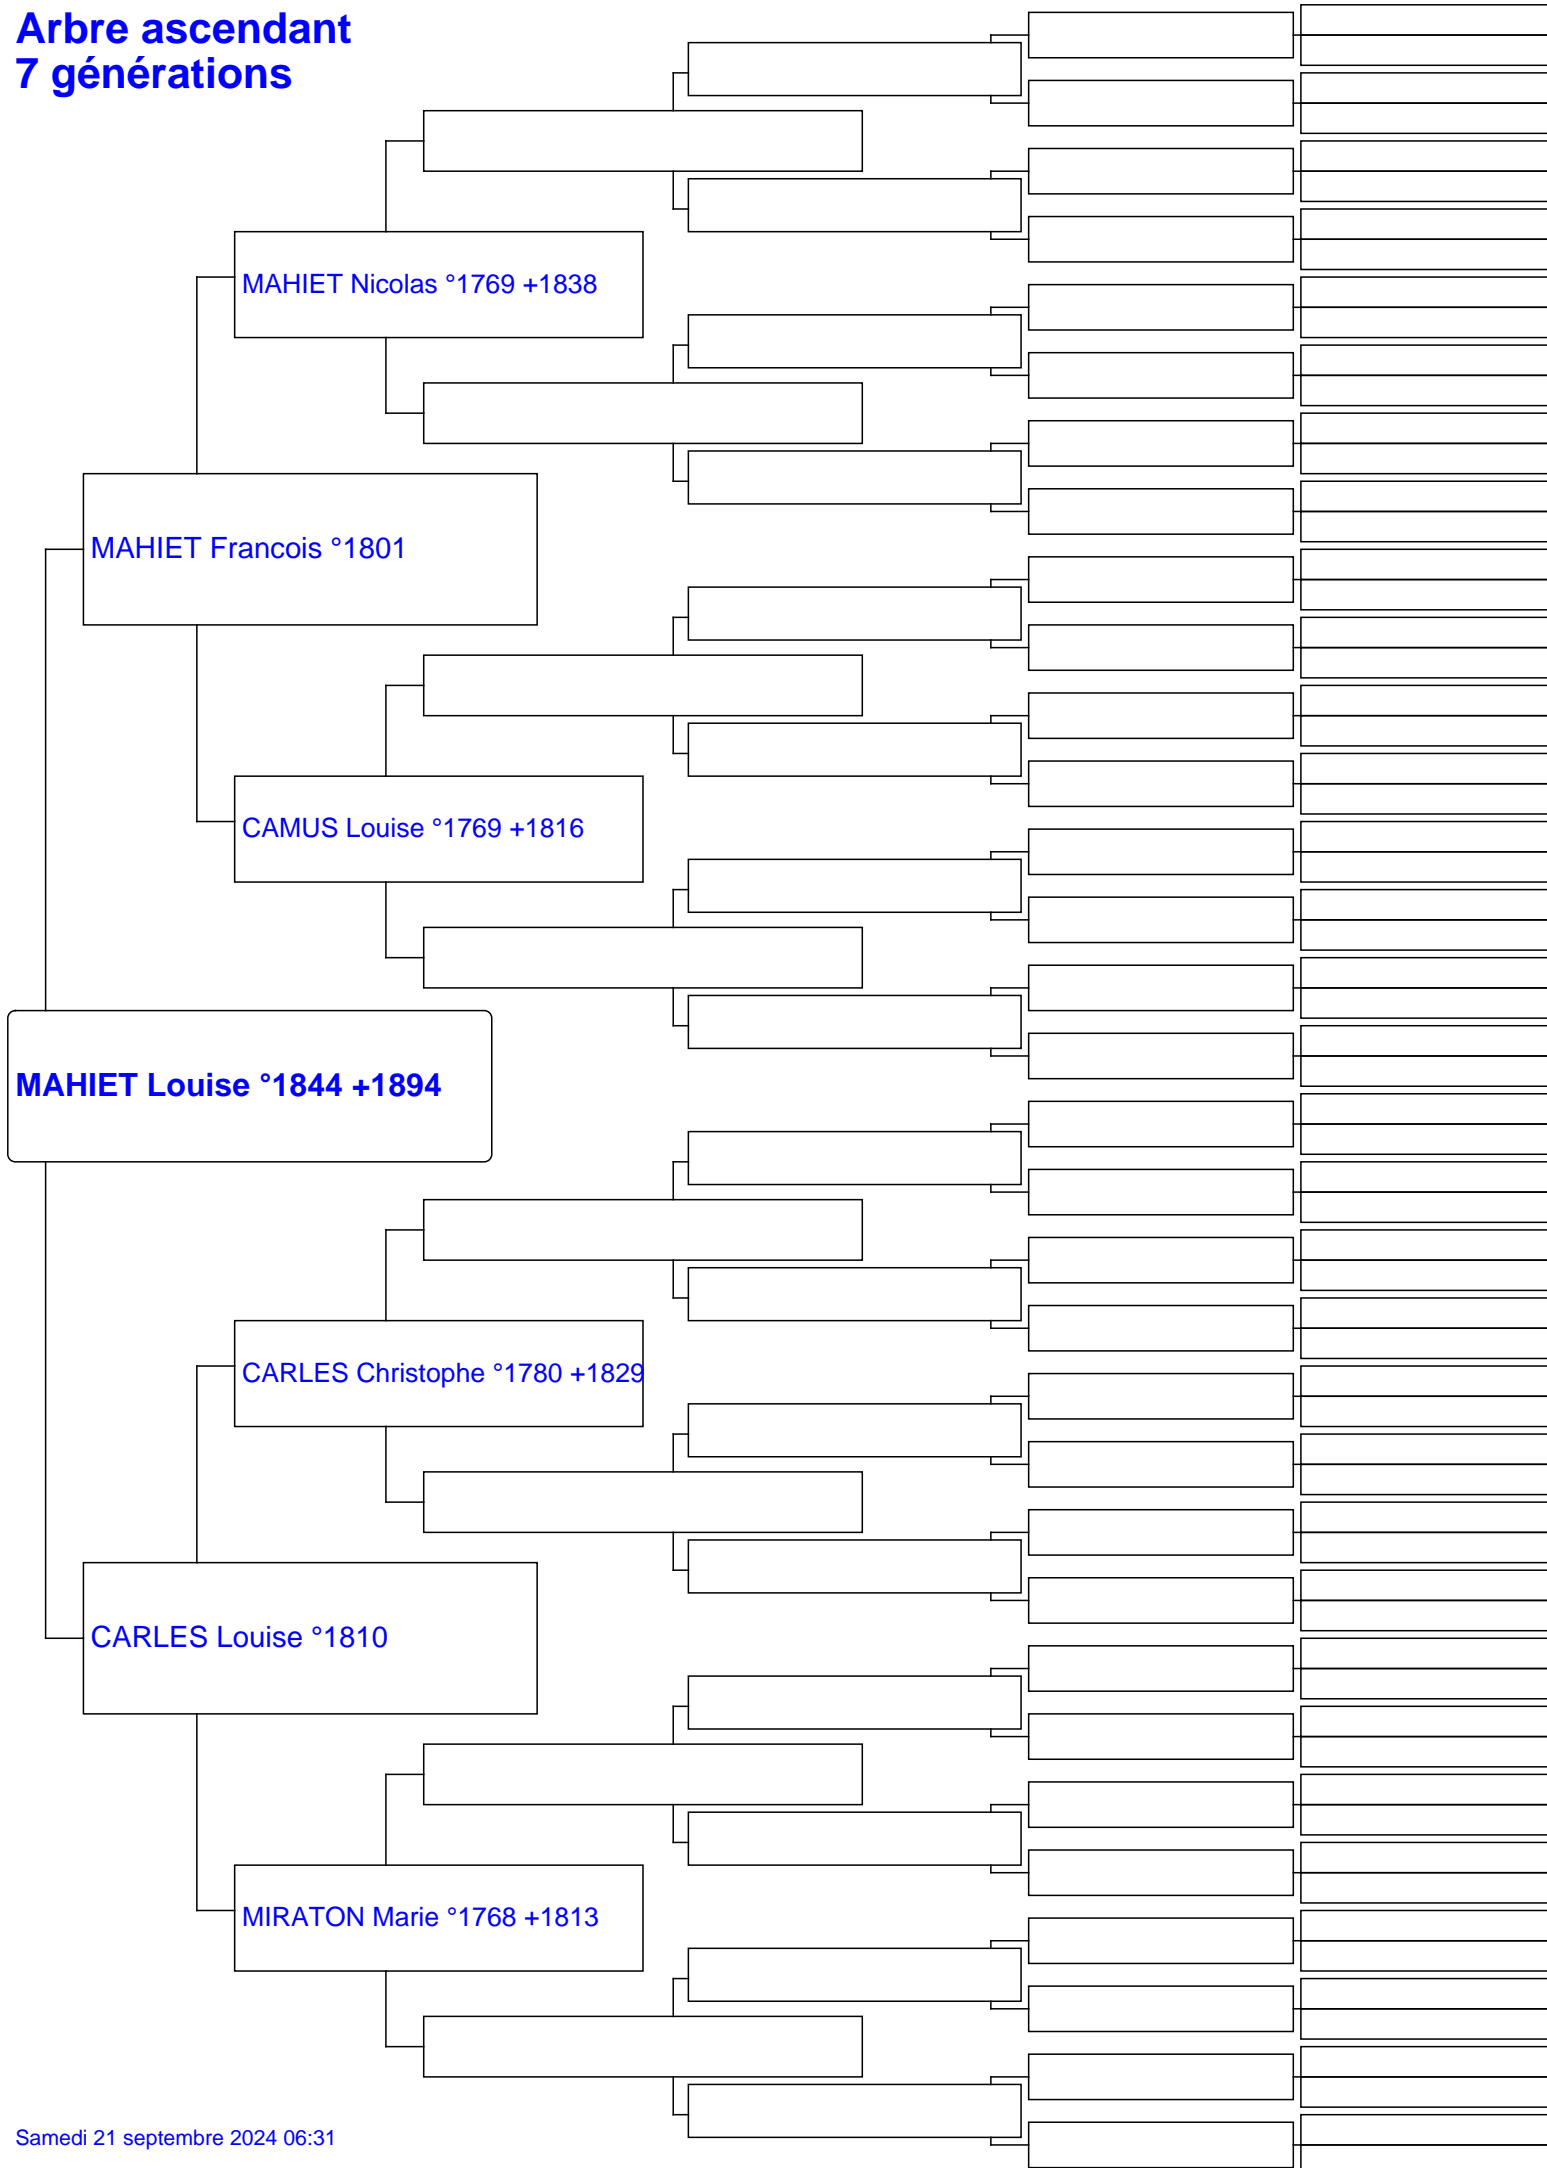 Arbre ascendant
7 générations
MAHIET Nicolas °1769 +1838
MAHIET Francois °1801
CAMUS Louise °1769 +1816
MAHIET Louise °1844 +1894
CARLES Christophe °1780 +1829
CARLES Louise °1810
MIRATON Marie °1768 +1813
Samedi 21 septembre 2024 06:31